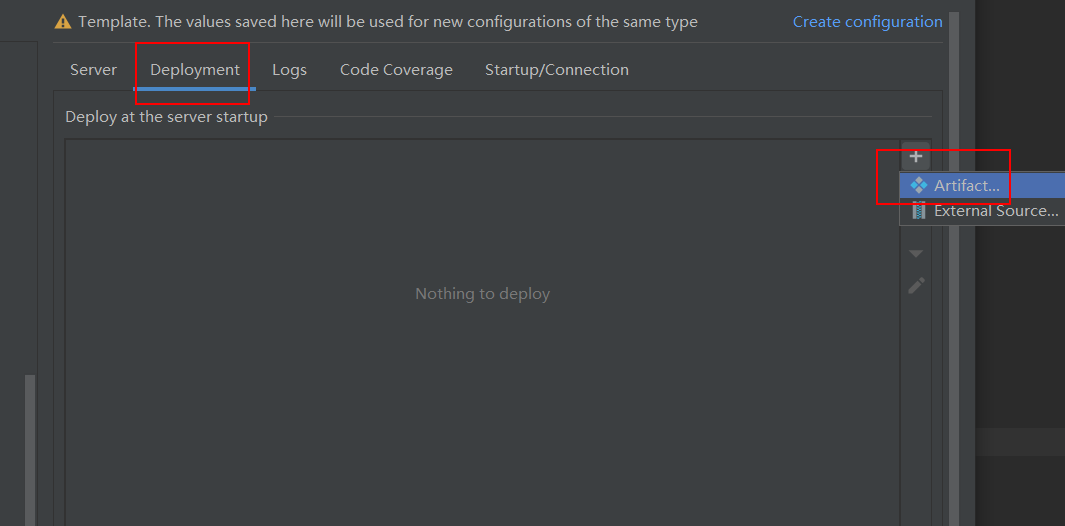 Template. The values saved here will be used for new configurations of the same type Create configuration
Server Deployment Logs Code Coverage Startup/Connection
Deploy at the server startup
Artifact...
External Source...
Nothing to deploy